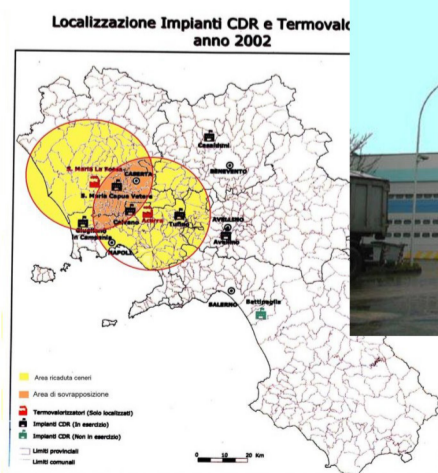 Localizzazione Impianti CDR e Termovalo
anno 2002
Casalduni
BENEVENTO
S. Maria La Fossa
CASERTA
S. Maria Capua Vetere
Caivano
Acerra
Tufino
Giugliano
in Campania
NAPOLI
AVELLINO
Avellino
SALERNO
Battipaglia
Area ricaduta ceneri
Area di sovrapposizione
Termovalorizzatori (Solo localizzati)
Impianti CDR (In esercizio)
Impianti CDR (Non in esercizio)
Limiti provinciali
Limiti comunali
0 10 20 Km